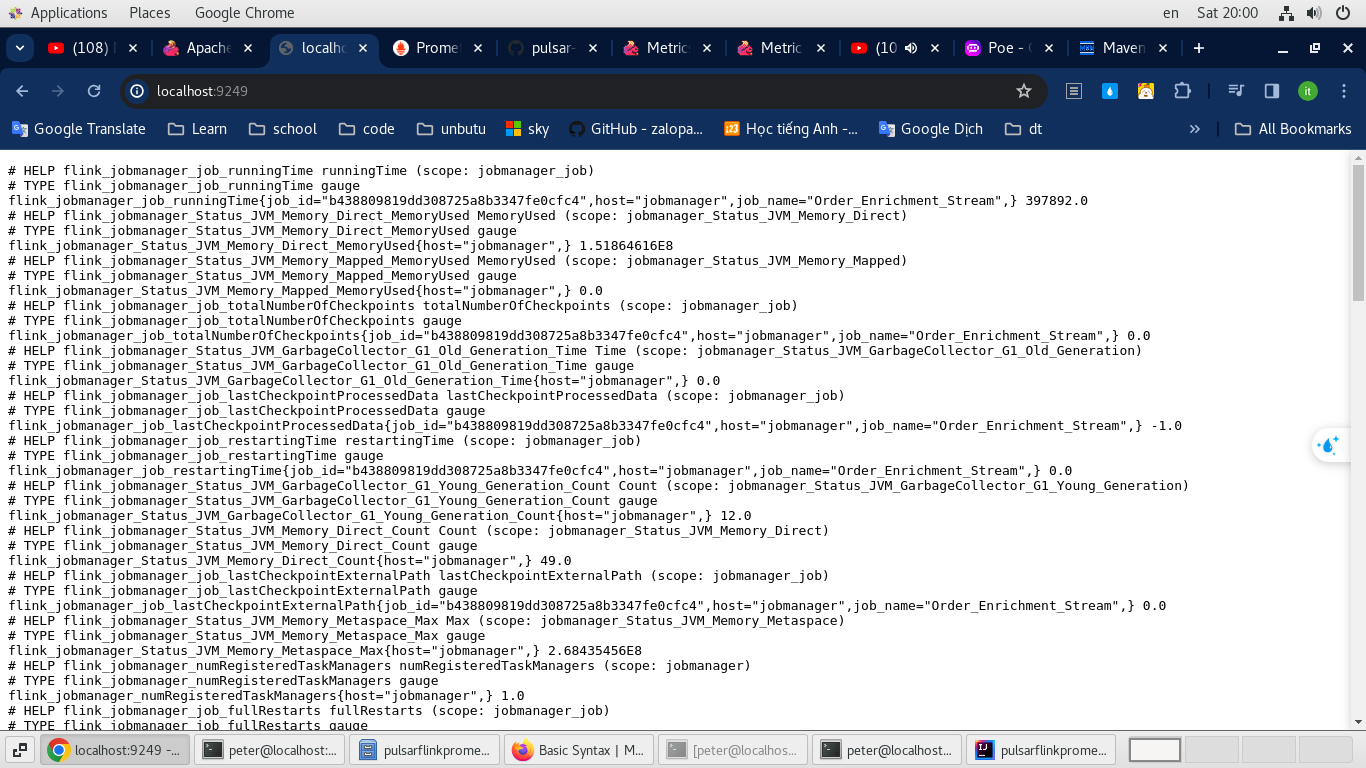 Applications Places Google Chrome en Sat 20:00
(108) Apache localhc Prome pulsar- Metric Metric (10 Poe - Maven
localhost:9249 it
Google Translate Learn school code unbutu sky GitHub - zalopa... Học tiếng Anh -... Google Dịch dt » All Bookmarks
# HELP flink_jobmanager_job_runningTime runningTime (scope: jobmanager_job)
# TYPE flink_jobmanager_job_runningTime gauge
flink_jobmanager_job_runningTime{job_id="b438809819dd308725a8b3347fe0cfc4",host="jobmanager",job_name="Order_Enrichment_Stream",} 397892.0
# HELP flink_jobmanager_Status_JVM_Memory_Direct_MemoryUsed MemoryUsed (scope: jobmanager_Status_JVM_Memory_Direct)
# TYPE flink_jobmanager_Status_JVM_Memory_Direct_MemoryUsed gauge
flink_jobmanager_Status_JVM_Memory_Direct_MemoryUsed{host="jobmanager",} 1.51864616E8
# HELP flink_jobmanager_Status_JVM_Memory_Mapped_MemoryUsed MemoryUsed (scope: jobmanager_Status_JVM_Memory_Mapped)
# TYPE flink_jobmanager_Status_JVM_Memory_Mapped_MemoryUsed gauge
flink_jobmanager_Status_JVM_Memory_Mapped_MemoryUsed{host="jobmanager",} 0.0
# HELP flink_jobmanager_job_totalNumberOfCheckpoints totalNumberOfCheckpoints (scope: jobmanager_job)
# TYPE flink_jobmanager_job_totalNumberOfCheckpoints gauge
flink_jobmanager_job_totalNumberOfCheckpoints{job_id="b438809819dd308725a8b3347fe0cfc4",host="jobmanager",job_name="Order_Enrichment_Stream",} 0.0
# HELP flink_jobmanager_Status_JVM_GarbageCollector_G1_Old_Generation_Time Time (scope: jobmanager_Status_JVM_GarbageCollector_G1_Old_Generation)
# TYPE flink_jobmanager_Status_JVM_GarbageCollector_G1_Old_Generation_Time gauge
flink_jobmanager_Status_JVM_GarbageCollector_G1_Old_Generation_Time{host="jobmanager",} 0.0
# HELP flink_jobmanager_job_lastCheckpointProcessedData lastCheckpointProcessedData (scope: jobmanager_job)
# TYPE flink_jobmanager_job_lastCheckpointProcessedData gauge
flink_jobmanager_job_lastCheckpointProcessedData{job_id="b438809819dd308725a8b3347fe0cfc4",host="jobmanager",job_name="Order_Enrichment_Stream",} -1.0
# HELP flink_jobmanager_job_restartingTime restartingTime (scope: jobmanager_job)
# TYPE flink_jobmanager_job_restartingTime gauge
flink_jobmanager_job_restartingTime{job_id="b438809819dd308725a8b3347fe0cfc4",host="jobmanager",job_name="Order_Enrichment_Stream",} 0.0
# HELP flink_jobmanager_Status_JVM_GarbageCollector_G1_Young_Generation_Count Count (scope: jobmanager_Status_JVM_GarbageCollector_G1_Young_Generation)
# TYPE flink_jobmanager_Status_JVM_GarbageCollector_G1_Young_Generation_Count gauge
flink_jobmanager_Status_JVM_GarbageCollector_G1_Young_Generation_Count{host="jobmanager",} 12.0
# HELP flink_jobmanager_Status_JVM_Memory_Direct_Count Count (scope: jobmanager_Status_JVM_Memory_Direct)
# TYPE flink_jobmanager_Status_JVM_Memory_Direct_Count gauge
flink_jobmanager_Status_JVM_Memory_Direct_Count{host="jobmanager",} 49.0
# HELP flink_jobmanager_job_lastCheckpointExternalPath lastCheckpointExternalPath (scope: jobmanager_job)
# TYPE flink_jobmanager_job_lastCheckpointExternalPath gauge
flink_jobmanager_job_lastCheckpointExternalPath{job_id="b438809819dd308725a8b3347fe0cfc4",host="jobmanager",job_name="Order_Enrichment_Stream",} 0.0
# HELP flink_jobmanager_Status_JVM_Memory_Metaspace_Max Max (scope: jobmanager_Status_JVM_Memory_Metaspace)
# TYPE flink_jobmanager_Status_JVM_Memory_Metaspace_Max gauge
flink_jobmanager_Status_JVM_Memory_Metaspace_Max{host="jobmanager",} 2.68435456E8
# HELP flink_jobmanager_numRegisteredTaskManagers numRegisteredTaskManagers (scope: jobmanager)
# TYPE flink_jobmanager_numRegisteredTaskManagers gauge
flink_jobmanager_numRegisteredTaskManagers{host="jobmanager",} 1.0
# HELP flink_jobmanager_job_fullRestarts fullRestarts (scope: jobmanager_job)
# TYPE flink_jobmanager_job_fullRestarts gauge
localhost:9249 -... peter@localhost:... pulsarflinkprome... Basic Syntax | M... [peter@localhos... peter@localhost... pulsarflinkprome...